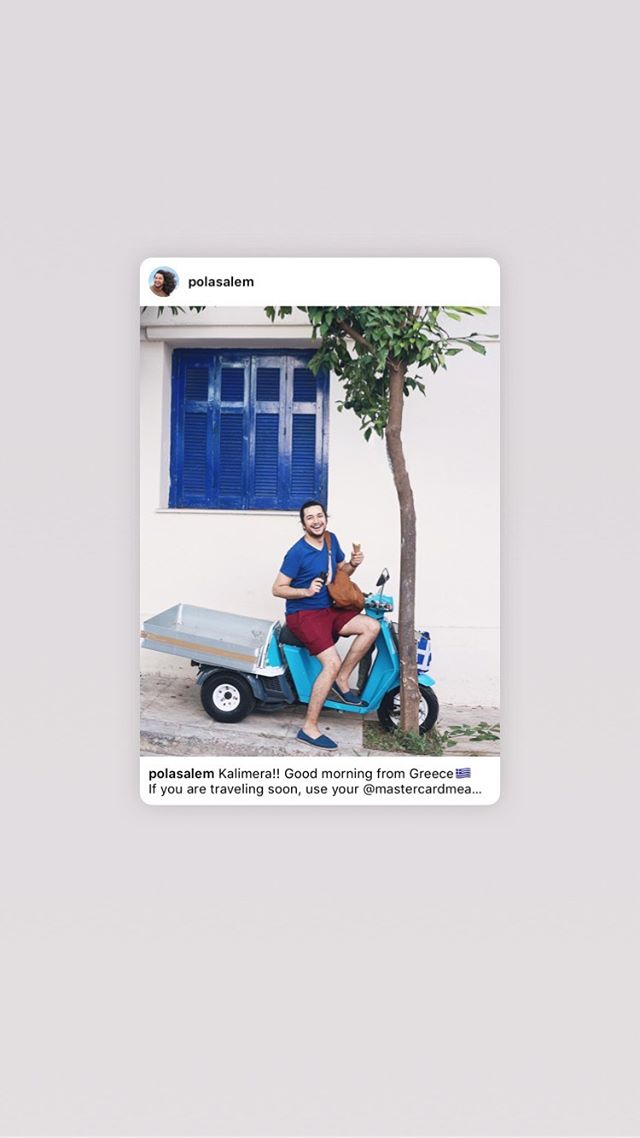 polasalem
polasalem Kalimera!! Good morning from Greece🇬🇷
If you are traveling soon, use your @mastercardmea...